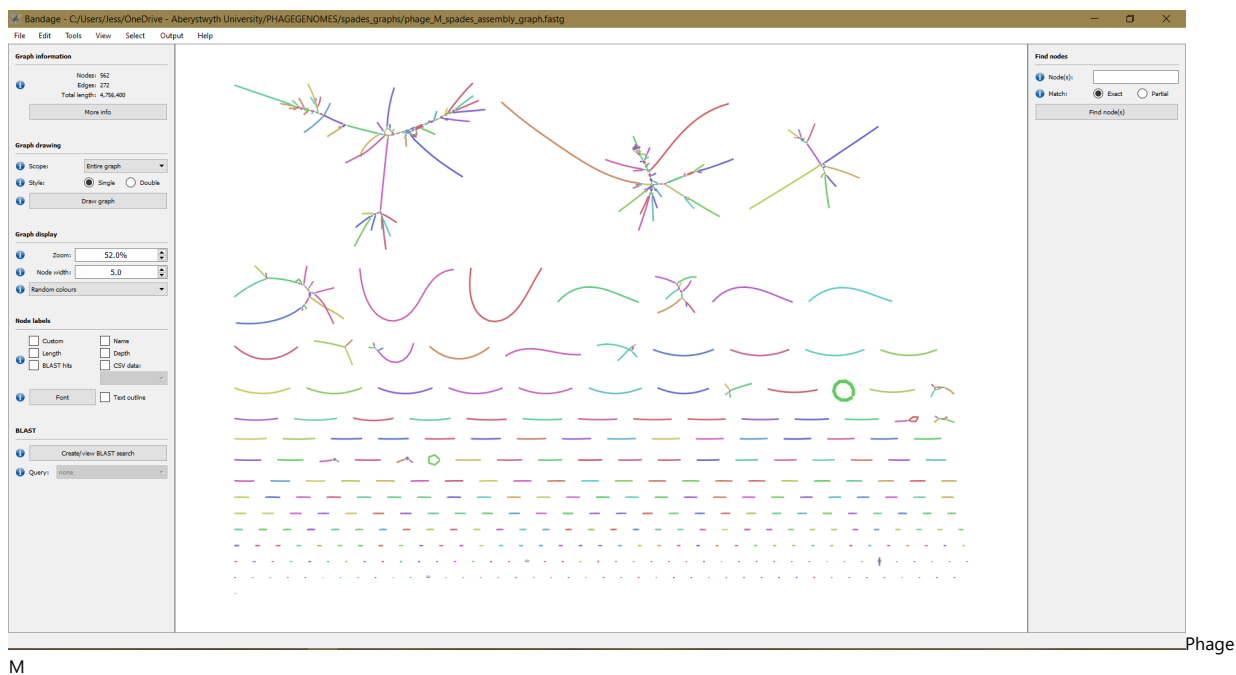 Bandage - C:/Users/Jess/OneDrive - Aberystwyth University/PHAGEGENOMES/spades_graphs/phage_M_spades_assembly_graph.fastg
File Edit Tools View Select Output Help
Graph information
Nodes: 562
Edges: 272
Total length: 4,756,400
More info
Graph drawing
Scope: Entire graph
Style: Single Double
Draw graph
Graph display
Zoom: 52.0%
Node width: 5.0
Random colours
Node labels
Custom Name
Length Depth
BLAST hits CSV data:
Font Text outline
BLAST
Create/view BLAST search
Query: none
Find nodes
Node(s):
Match: Exact Partial
Find node(s)
Phage
M